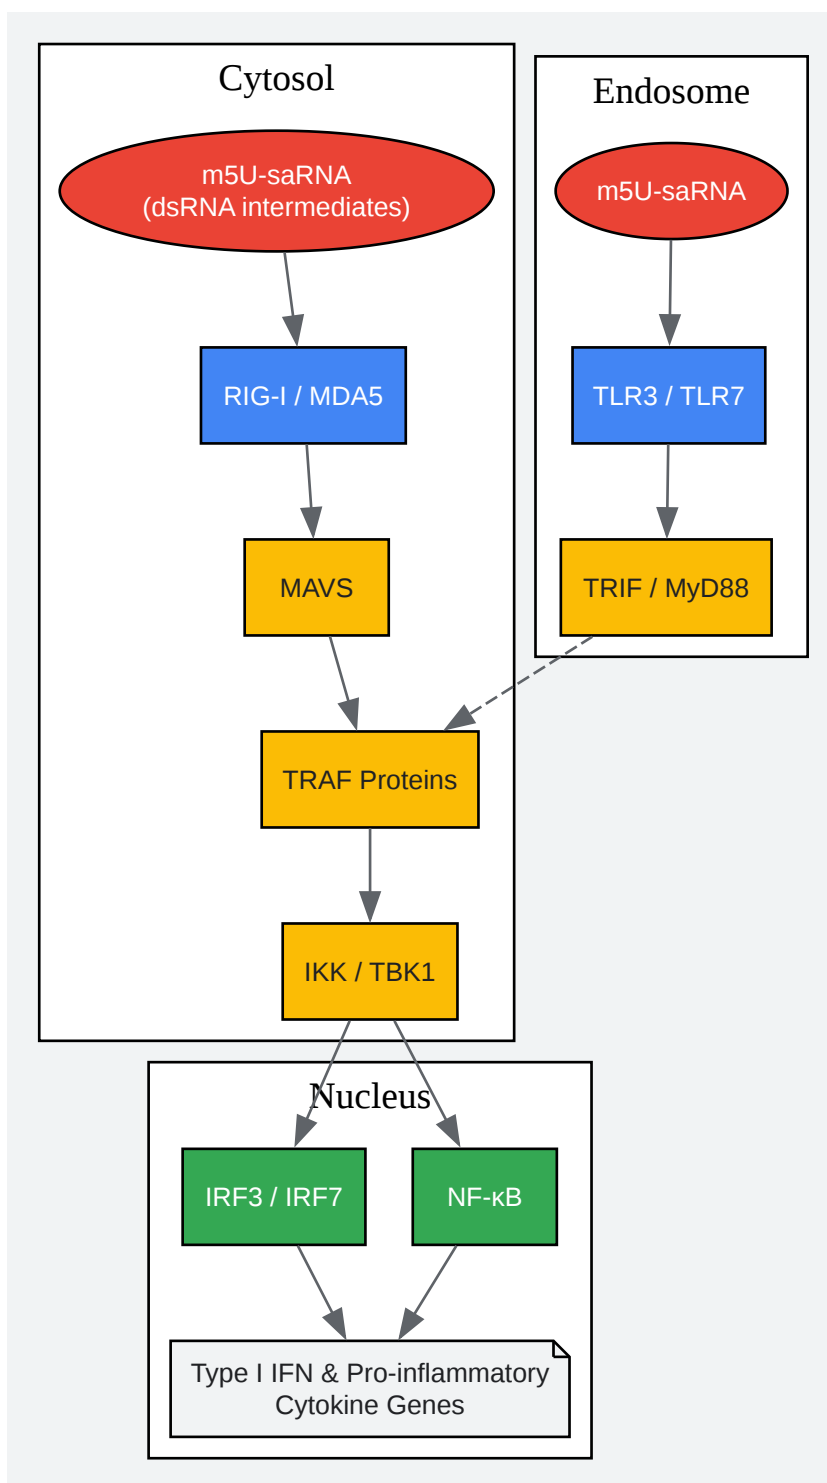 Cytosol
m5U-saRNA
(dsRNA intermediates)
RIG-I / MDA5
MAVS
TRAF Proteins
IKK / TBK1
Endosome
m5U-saRNA
TLR3 / TLR7
TRIF / MyD88
Nucleus
IRF3 / IRF7
NF-κB
Type I IFN & Pro-inflammatory
Cytokine Genes